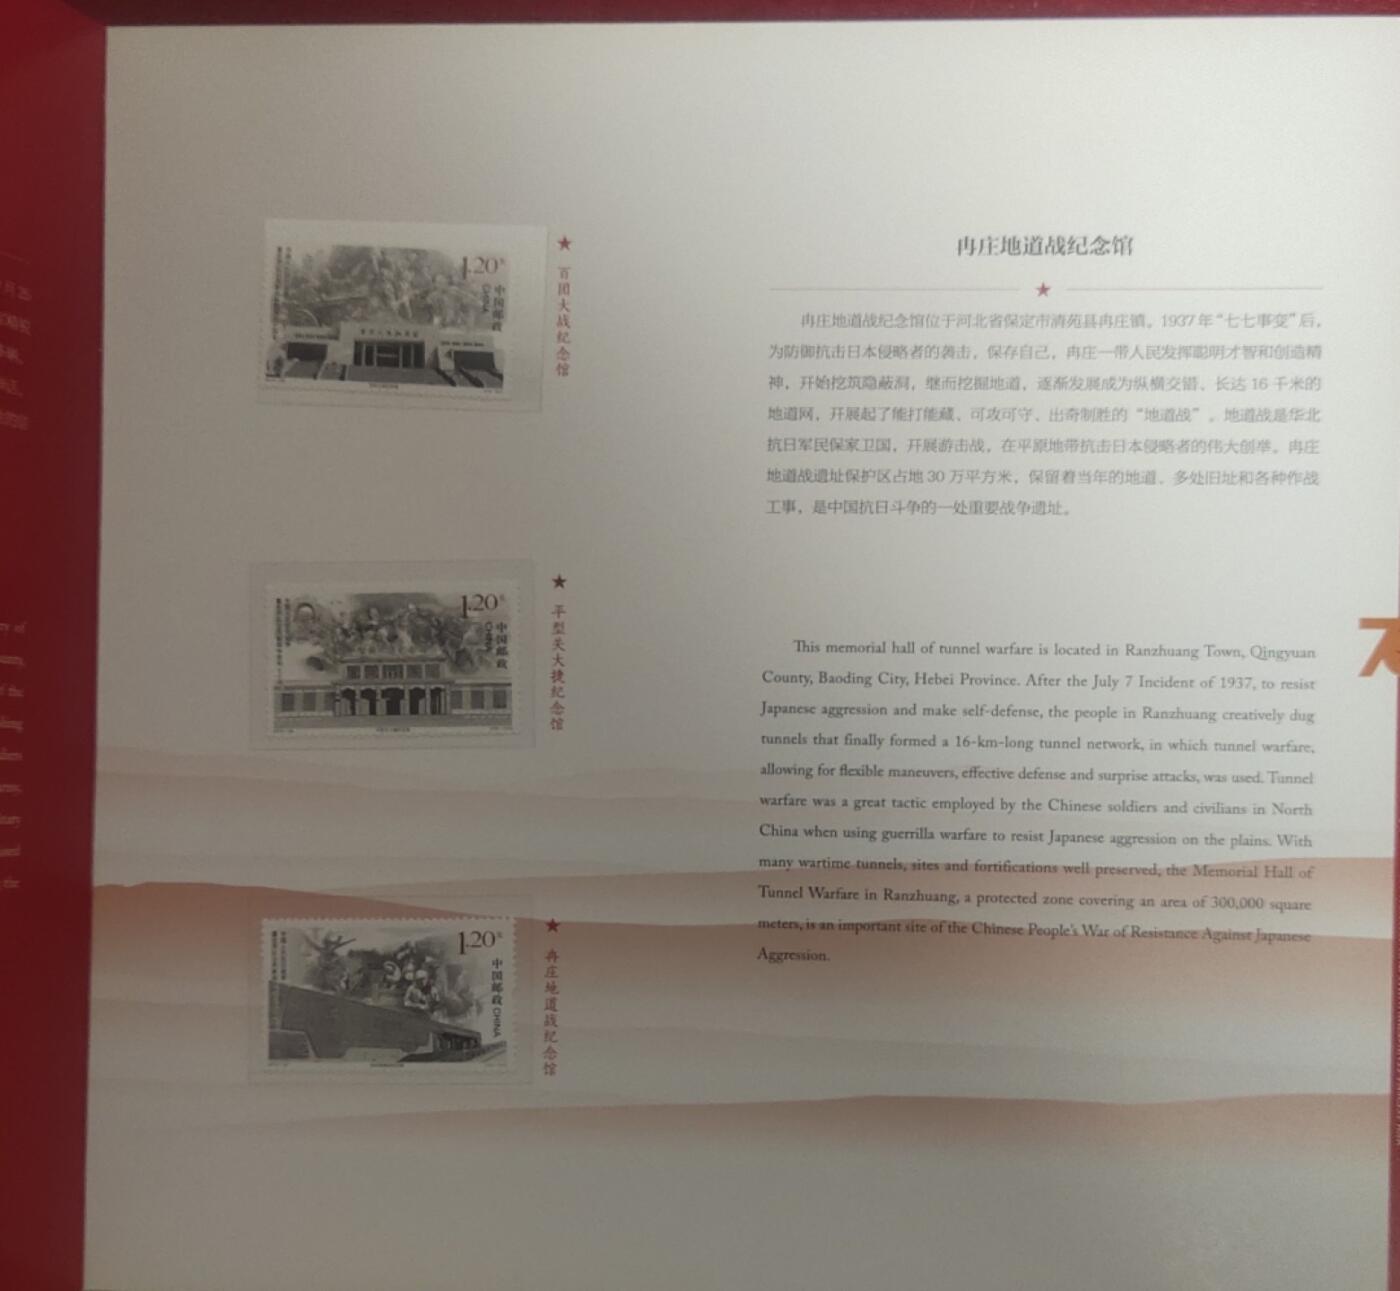 1.20元
中国邮政
CHINA
★
百团大战纪念馆
1.20元
中国邮政
CHINA
★
平型关大捷纪念馆
1.20元
中国邮政 CHINA
★
冉庄地道战纪念馆
冉庄地道战纪念馆
冉庄地道战纪念馆位于河北省保定市清苑县冉庄镇。1937年“七七事变”后，
为防御抗击日本侵略者的袭击，保存自己，冉庄一带人民发挥聪明才智和创造精
神，开始挖筑隐蔽洞，继而挖掘地道，逐渐发展成为纵横交错、长达 16 千米的
地道网，开展起了能打能藏、可攻可守、出奇制胜的“地道战”。地道战是华北
抗日军民保家卫国，开展游击战，在平原地带抗击日本侵略者的伟大创举。冉庄
地道战遗址保护区占地 30 万平方米，保留着当年的地道、多处旧址和各种作战
工事，是中国抗日斗争的一处重要战争遗址。
This memorial hall of tunnel warfare is located in Ranzhuang Town, Qingyuan
County, Baoding City, Hebei Province. After the July 7 Incident of 1937, to resist
Japanese aggression and make self-defense, the people in Ranzhuang creatively dug
tunnels that finally formed a 16-km-long tunnel network, in which tunnel warfare,
allowing for flexible maneuvers, effective defense and surprise attacks, was used. Tunnel
warfare was a great tactic employed by the Chinese soldiers and civilians in North
China when using guerrilla warfare to resist Japanese aggression on the plains. With
many wartime tunnels, sites and fortifications well preserved, the Memorial Hall of
Tunnel Warfare in Ranzhuang, a protected zone covering an area of 300,000 square
meters, is an important site of the Chinese People's War of Resistance Against Japanese
Aggression.